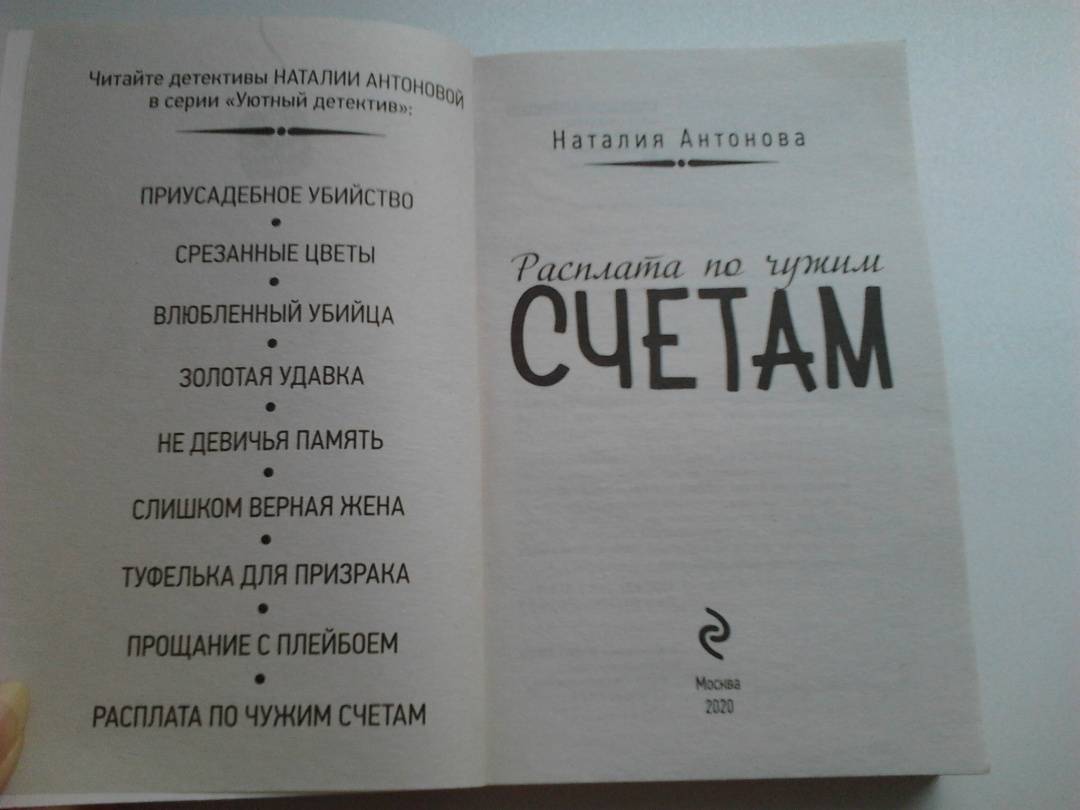 Читайте детективы НАТАЛИИ АНТОНОВОЙ
в серии «Уютный детектив»:
ПРИУСАДЕБНОЕ УБИЙСТВО
СРЕЗАННЫЕ ЦВЕТЫ
ВЛЮБЛЕННЫЙ УБИЙЦА
ЗОЛОТАЯ УДАВКА
НЕ ДЕВИЧЬЯ ПАМЯТЬ
СЛИШКОМ ВЕРНАЯ ЖЕНА
ТУФЕЛЬКА ДЛЯ ПРИЗРАКА
ПРОЩАНИЕ С ПЛЕЙБОЕМ
РАСПЛАТА ПО ЧУЖИМ СЧЕТАМ
Наталия Антонова
Расплата по чужим
СЧЕТАМ
Москва
2020